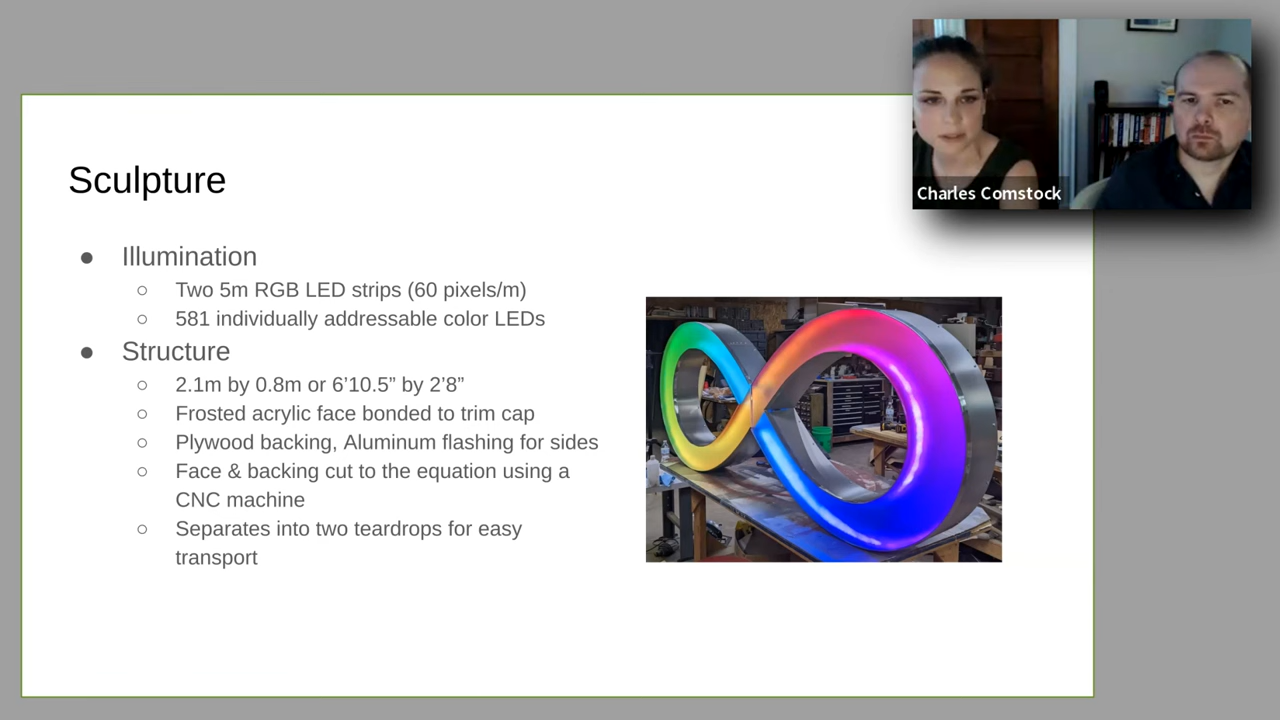 Charles Comstock
Sculpture
● Illumination
○ Two 5m RGB LED strips (60 pixels/m)
○ 581 individually addressable color LEDs
● Structure
○ 2.1m by 0.8m or 6’10.5” by 2’8”
○ Frosted acrylic face bonded to trim cap
○ Plywood backing, Aluminum flashing for sides
○ Face & backing cut to the equation using a
CNC machine
○ Separates into two teardrops for easy
transport